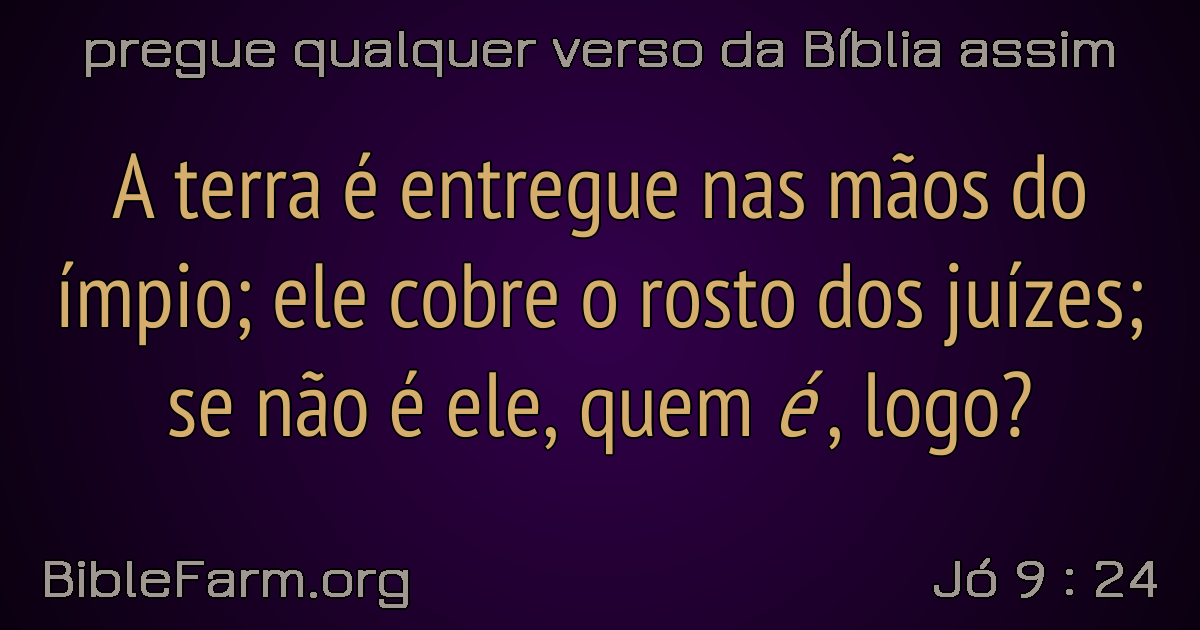 pregue qualquer verso da Bíblia assim
A terra é entregue nas mãos do
ímpio; ele cobre o rosto dos juízes;
se não é ele, quem é, logo?
BibleFarm.org
Jó 9 : 24